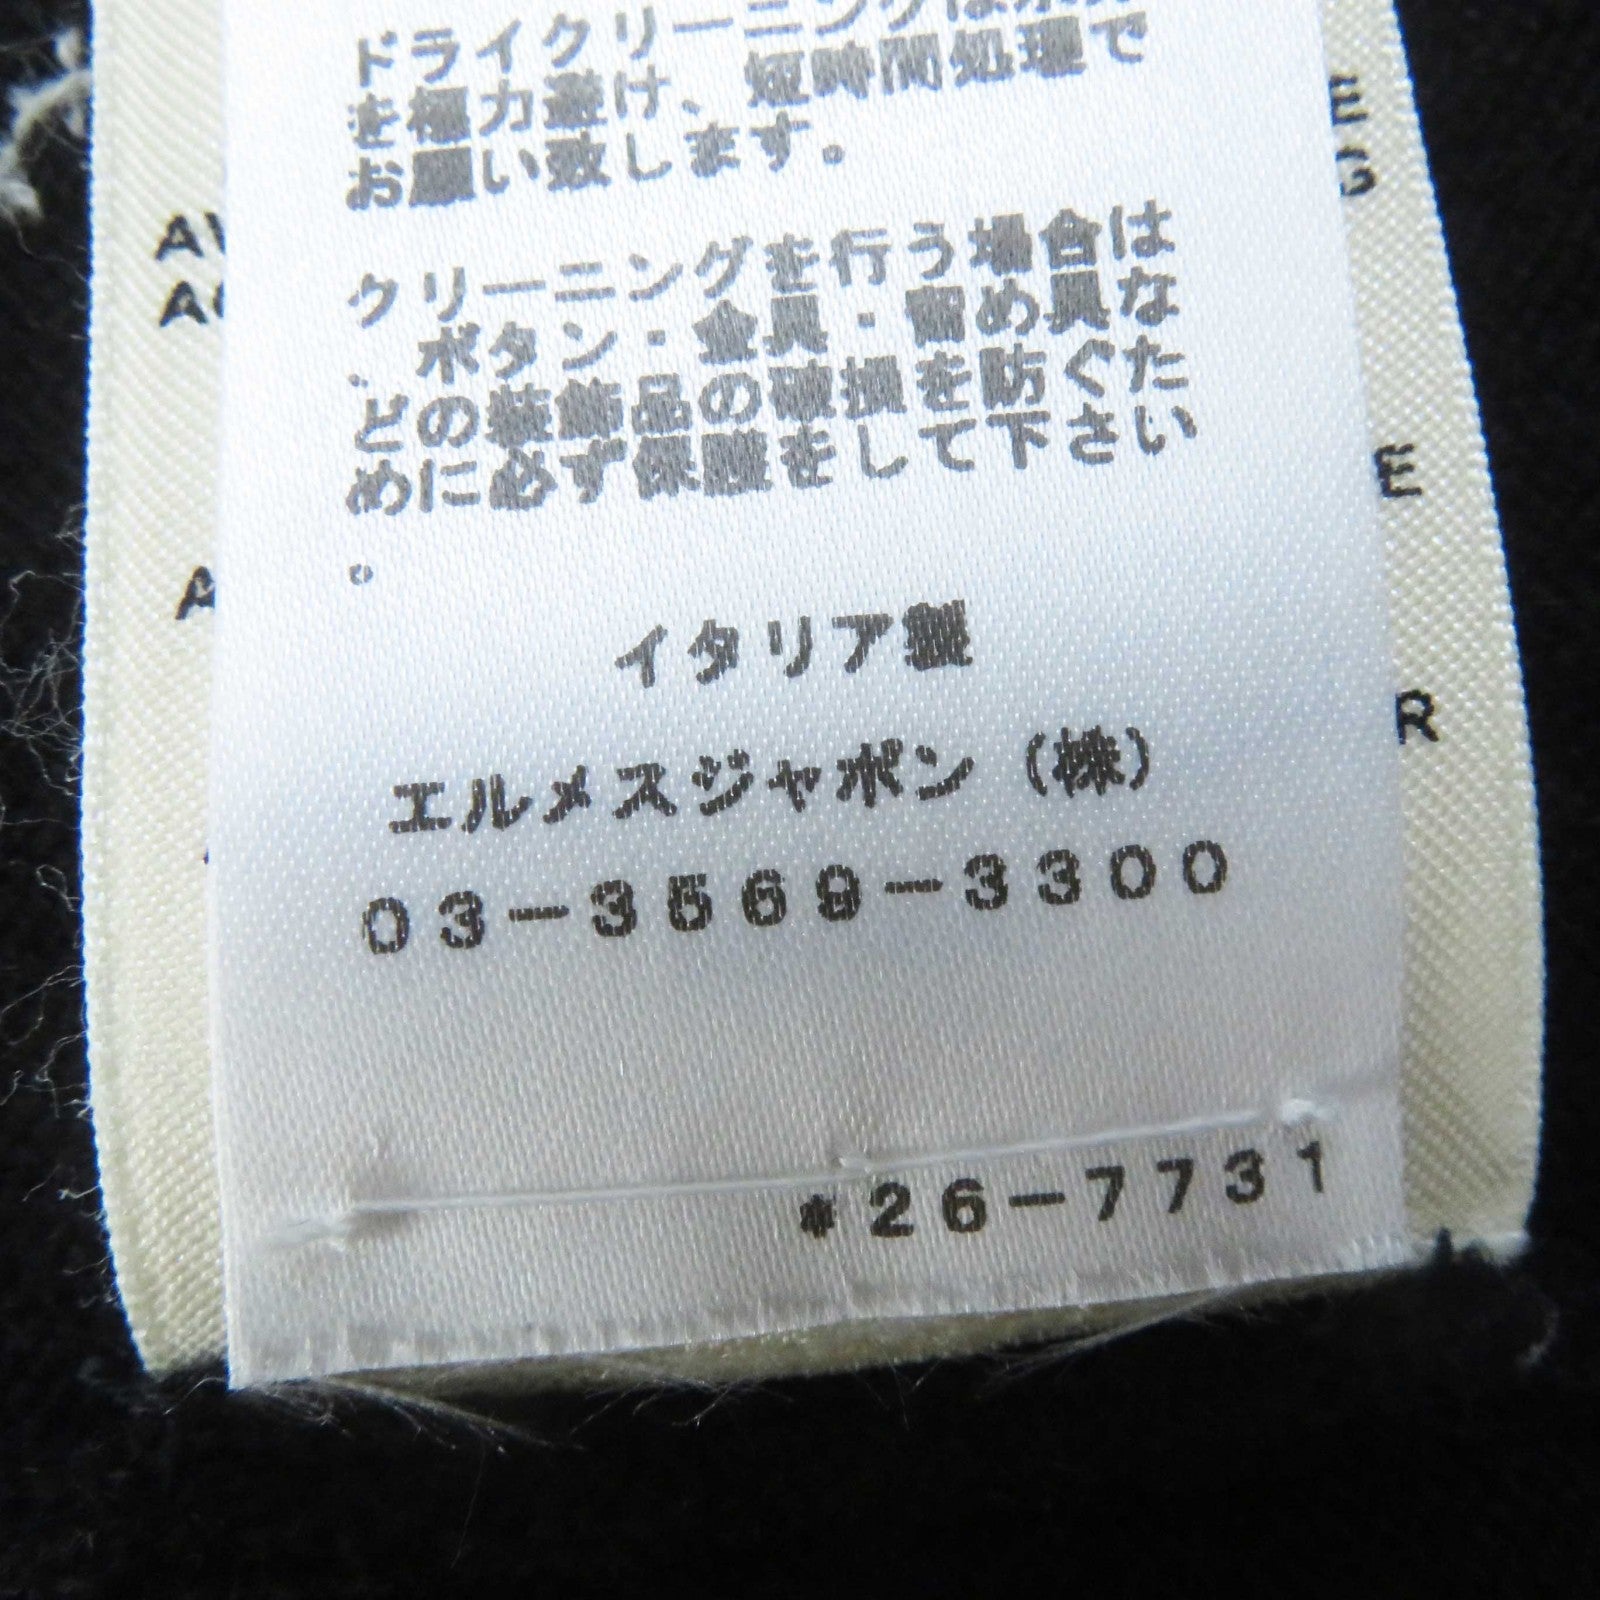 ドライクリーニングは水分
を極力避け、短時間処理で
お願い致します。
クリーニングを行う場合は
、ボタン・金具・留め具な
どの装飾品の破損を防ぐた
めに必ず保護をして下さい
。
イタリア製
エルメスジャポン（株）
03-3569-3300
*26-7731
E
G
E
R